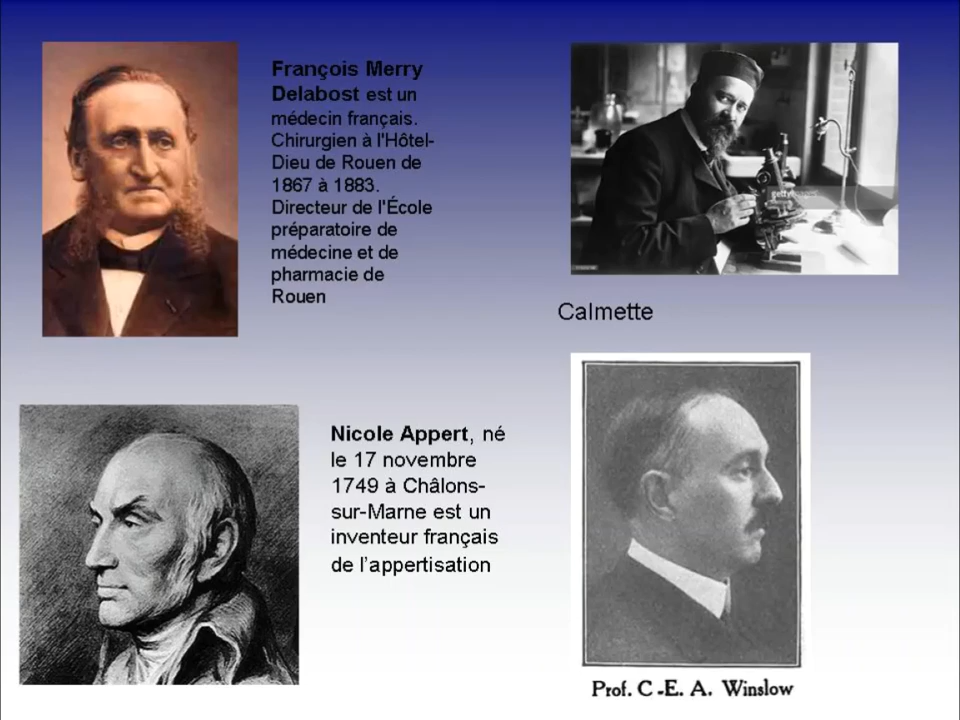 François Merry
Delabost est un
médecin français.
Chirurgien à l'Hôtel-
Dieu de Rouen de
1867 à 1883.
Directeur de l'École
préparatoire de
médecine et de
pharmacie de
Rouen
gettyimages
Calmette
Nicole Appert, né
le 17 novembre
1749 à Châlons-
sur-Marne est un
inventeur français
de l'appertisation
Prof. C-E. A. Winslow